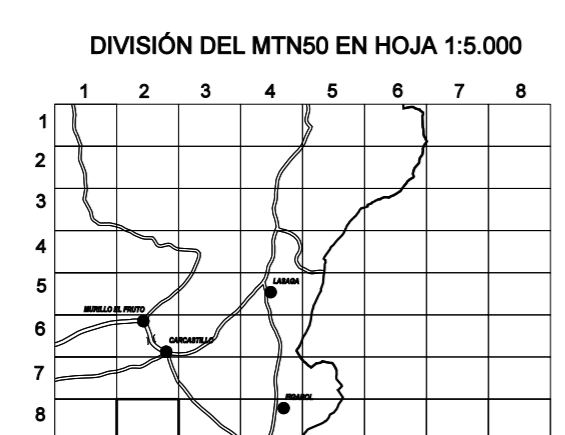 DIVISIÓN DEL MTN50 EN HOJA 1:5.000
1 2 3 4 5 6 7 8
1
2
3
4
5
LASAGA
MURILLO EL FRUTO
6
CARCASTILLO
7
FIGAROL
8